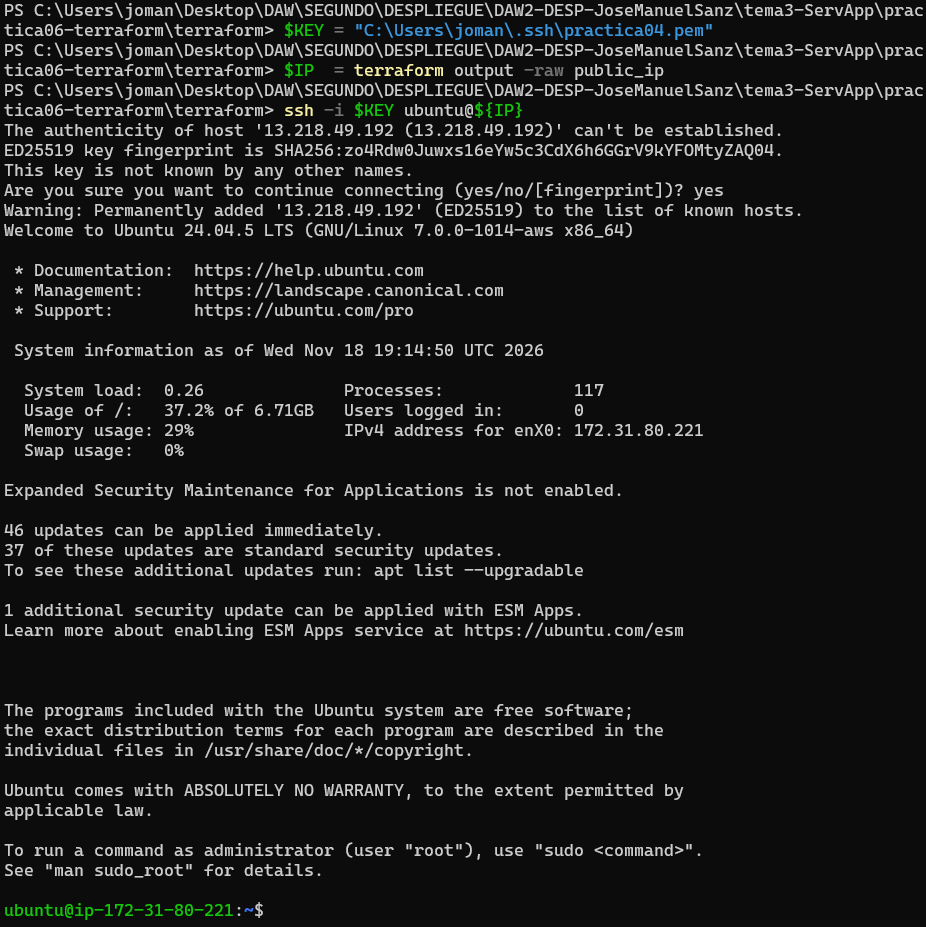 PS C:\Users\joman\Desktop\DAW\SEGUNDO\DESPLIEGUE\DAW2-DESP-JoseManuelSanz\tema3-ServApp\prac
tica06-terraform\terraform> $KEY = "C:\Users\joman\.ssh\practica04.pem"
PS C:\Users\joman\Desktop\DAW\SEGUNDO\DESPLIEGUE\DAW2-DESP-JoseManuelSanz\tema3-ServApp\prac
tica06-terraform\terraform> $IP  = terraform output -raw public_ip
PS C:\Users\joman\Desktop\DAW\SEGUNDO\DESPLIEGUE\DAW2-DESP-JoseManuelSanz\tema3-ServApp\prac
tica06-terraform\terraform> ssh -i $KEY ubuntu@${IP}
The authenticity of host '13.218.49.192 (13.218.49.192)' can't be established.
ED25519 key fingerprint is SHA256:zo4Rdw0Juwxs16eYw5c3CdX6h6GGrV9kYFOMtyZAQ04.
This key is not known by any other names.
Are you sure you want to continue connecting (yes/no/[fingerprint])? yes
Warning: Permanently added '13.218.49.192' (ED25519) to the list of known hosts.
Welcome to Ubuntu 24.04.5 LTS (GNU/Linux 7.0.0-1014-aws x86_64)

 * Documentation:  https://help.ubuntu.com
 * Management:     https://landscape.canonical.com
 * Support:        https://ubuntu.com/pro

 System information as of Wed Nov 18 19:14:50 UTC 2026

  System load:  0.26              Processes:             117
  Usage of /:   37.2% of 6.71GB   Users logged in:       0
  Memory usage: 29%               IPv4 address for enX0: 172.31.80.221
  Swap usage:   0%

Expanded Security Maintenance for Applications is not enabled.

46 updates can be applied immediately.
37 of these updates are standard security updates.
To see these additional updates run: apt list --upgradable

1 additional security update can be applied with ESM Apps.
Learn more about enabling ESM Apps service at https://ubuntu.com/esm

The programs included with the Ubuntu system are free software;
the exact distribution terms for each program are described in the
individual files in /usr/share/doc/*/copyright.

Ubuntu comes with ABSOLUTELY NO WARRANTY, to the extent permitted by
applicable law.

To run a command as administrator (user "root"), use "sudo <command>".
See "man sudo_root" for details.

ubuntu@ip-172-31-80-221:~$